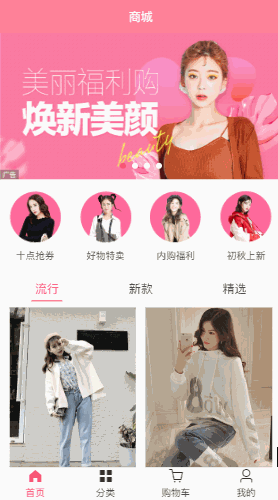 商城
美丽福利购
焕新美颜
beauty
广告
十点抢券 好物特卖 内购福利 初秋上新
流行 新款 精选
首页 分类 购物车 我的